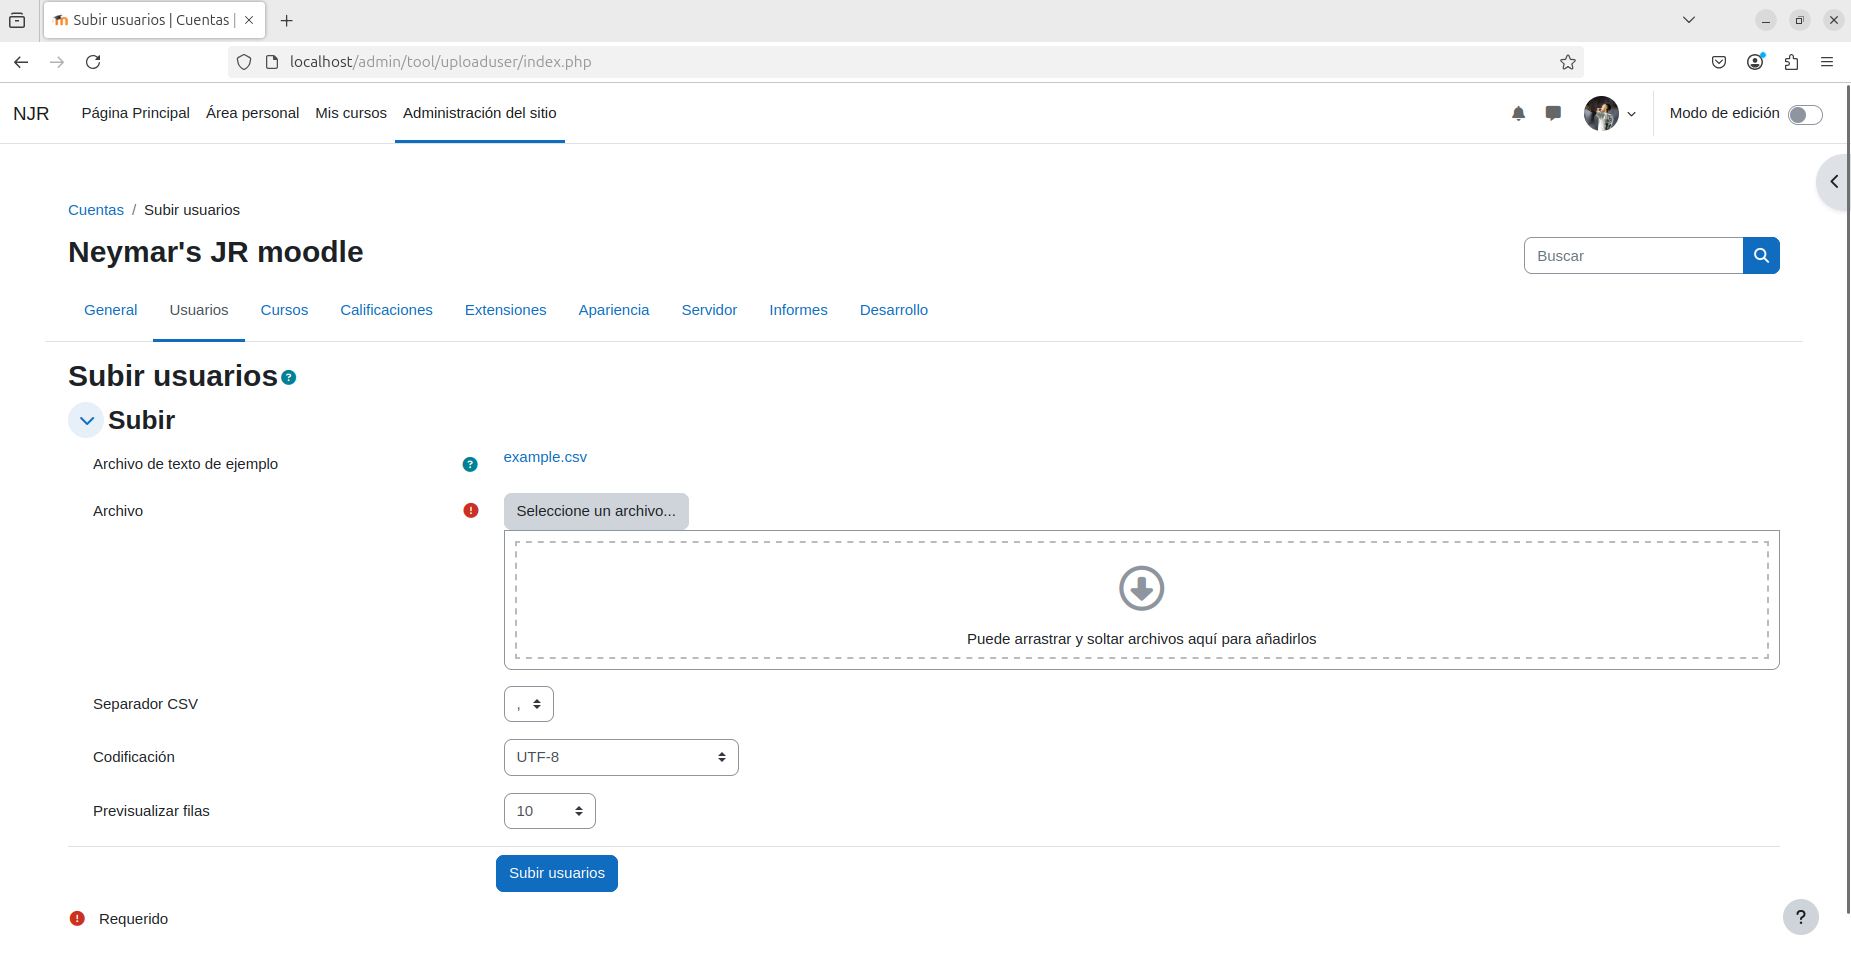 Subir usuarios | Cuentas |
localhost/admin/tool/uploaduser/index.php
NJR Página Principal Área personal Mis cursos Administración del sitio Modo de edición
Cuentas / Subir usuarios
Neymar's JR moodle
Buscar
General Usuarios Cursos Calificaciones Extensiones Apariencia Servidor Informes Desarrollo
Subir usuarios ?
Subir
Archivo de texto de ejemplo ? example.csv
Archivo ! Seleccione un archivo...
Puede arrastrar y soltar archivos aquí para añadirlos
Separador CSV ,
Codificación UTF-8
Previsualizar filas 10
Subir usuarios
! Requerido
?